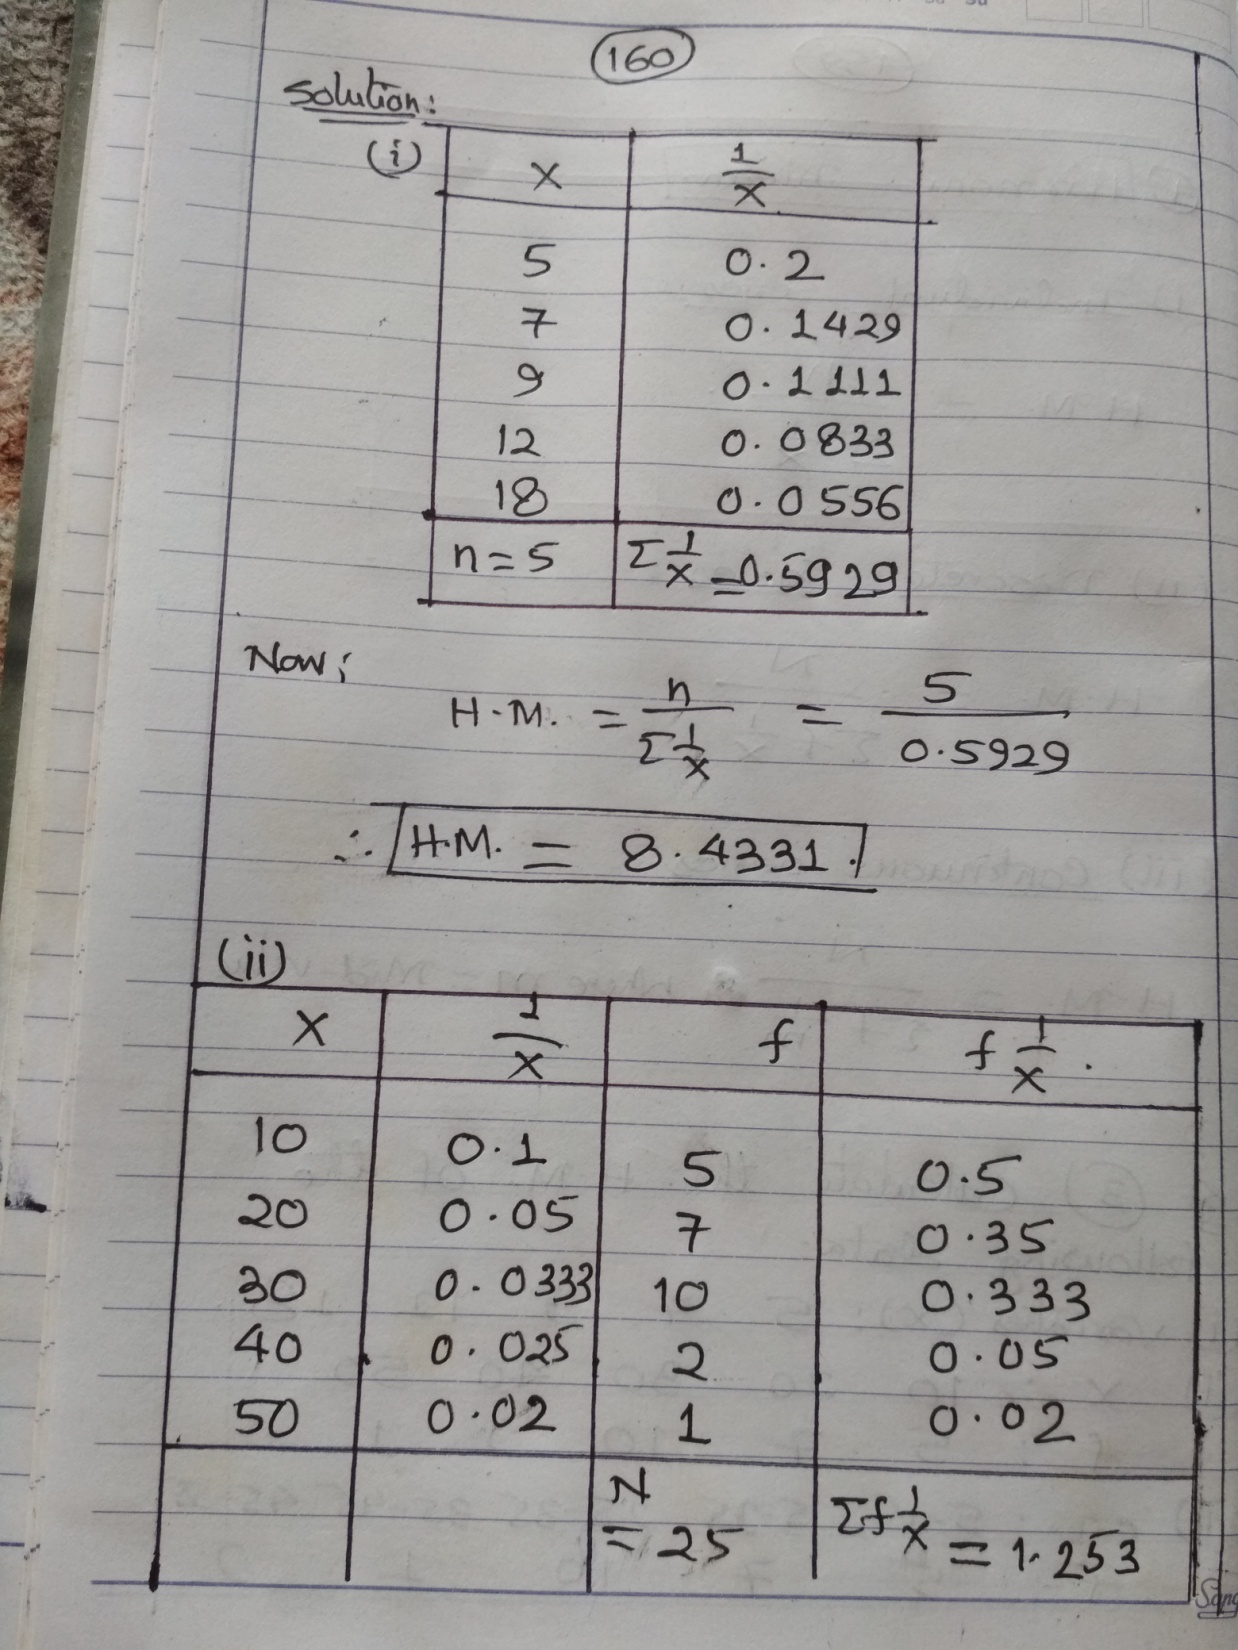 160
Solution:
(i)
X 1/X
5 0.2
7 0.1429
9 0.1111
12 0.0833
18 0.0556
n=5 Σ1/X =0.5929
Now;
H.M. = n/Σ1/X = 5/0.5929
∴ H.M. = 8.4331.
(ii)
X 1/X f f 1/X.
10 0.1 5 0.5
20 0.05 7 0.35
30 0.0333 10 0.333
40 0.025 2 0.05
50 0.02 1 0.02
N = 25 Σf1/X = 1.253